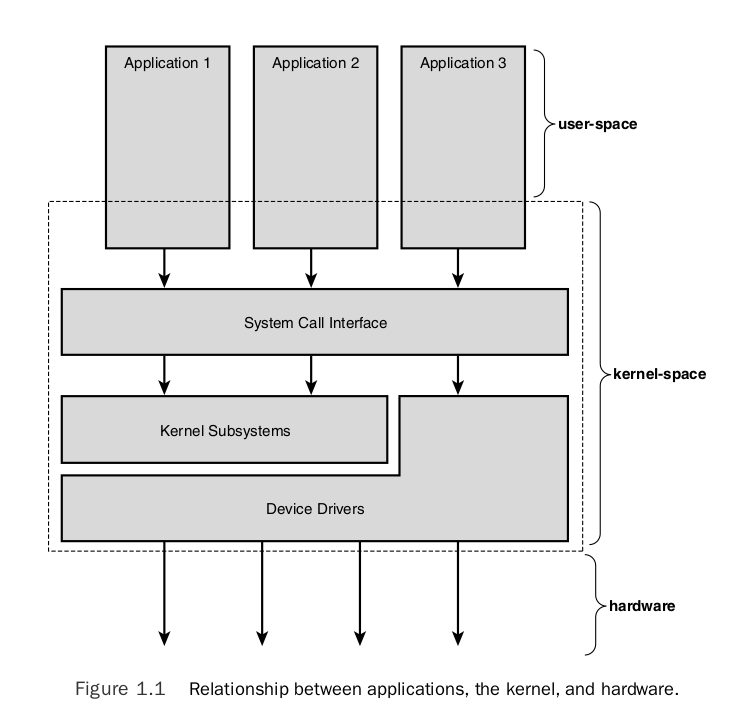 Application 1
Application 2
Application 3
user-space
System Call Interface
kernel-space
Kernel Subsystems
Device Drivers
hardware
Figure 1.1 Relationship between applications, the kernel, and hardware.